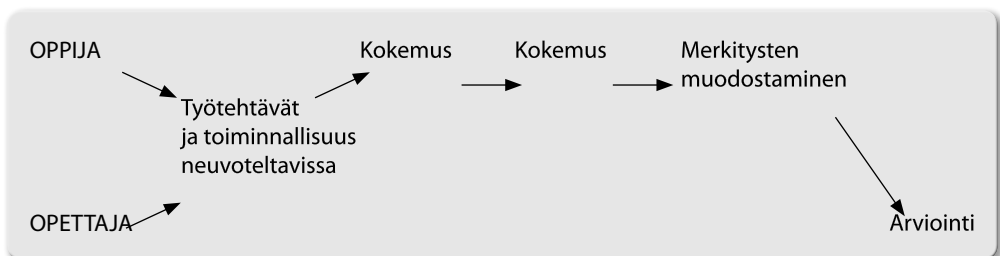 OPPIJA
Työtehtävät
ja toiminnallisuus
neuvoteltavissa
OPETTAJA
Kokemus
Kokemus
Merkitysten
muodostaminen
Arviointi